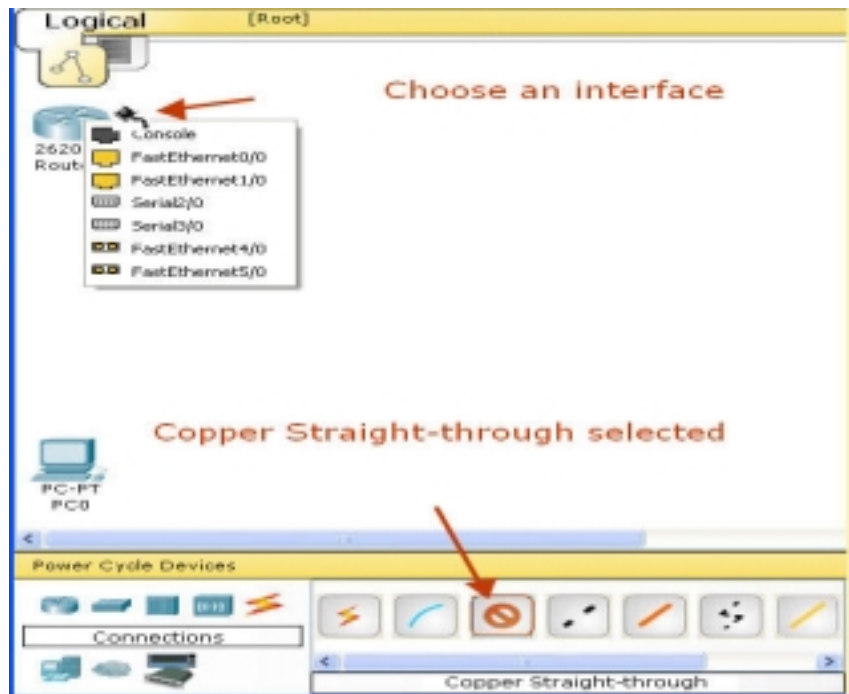 Logical
[Root]
Choose an interface
2620
Rout
Console
FastEthernet0/0
FastEthernet1/0
Serial2/0
Serial3/0
FastEthernet4/0
FastEthernet5/0
Copper Straight-through selected
PC-PT
PC0
Power Cycle Devices
Connections
Copper Straight-through